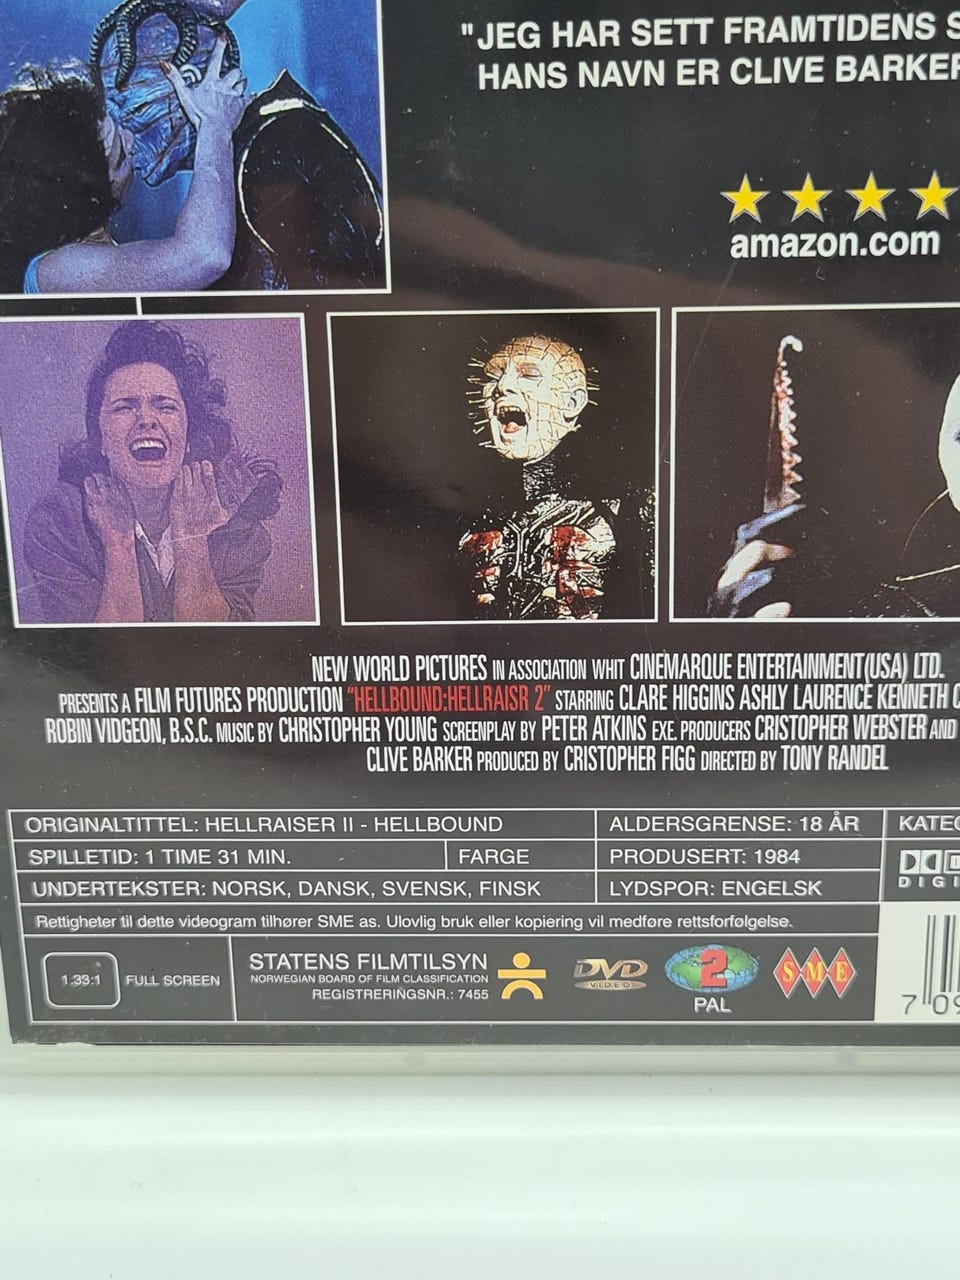 "JEG HAR SETT FRAMTIDENS
HANS NAVN ER CLIVE BARKER
amazon.com
NEW WORLD PICTURES IN ASSOCIATION WHIT CINEMARQUE ENTERTAINMENT(USA) LTD.
PRESENTS A FILM FUTURES PRODUCTION "HELLBOUND:HELLRAISR 2" STARRING CLARE HIGGINS ASHLY LAURENCE KENNETH
ROBIN VIDGEON, B.S.C. MUSIC BY CHRISTOPHER YOUNG SCREENPLAY BY PETER ATKINS EXE. PRODUCERS CRISTOPHER WEBSTER AND
CLIVE BARKER PRODUCED BY CRISTOPHER FIGG DIRECTED BY TONY RANDEL
ORIGINALTITTEL: HELLRAISER II - HELLBOUND ALDERSGRENSE: 18 ÅR KATEG
SPILLETID: 1 TIME 31 MIN. FARGE PRODUSERT: 1984
UNDERTEKSTER: NORSK, DANSK, SVENSK, FINSK LYDSPOR: ENGELSK DIGI
Rettigheter til dette videogram tilhører SME as. Ulovlig bruk eller kopiering vil medføre rettsforfølgelse.
1.33:1 FULL SCREEN
STATENS FILMTILSYN
NORWEGIAN BOARD OF FILM CLASSIFICATION
REGISTRERINGSNR.: 7455
DVD
VIDEO
2
PAL
SME
7 09